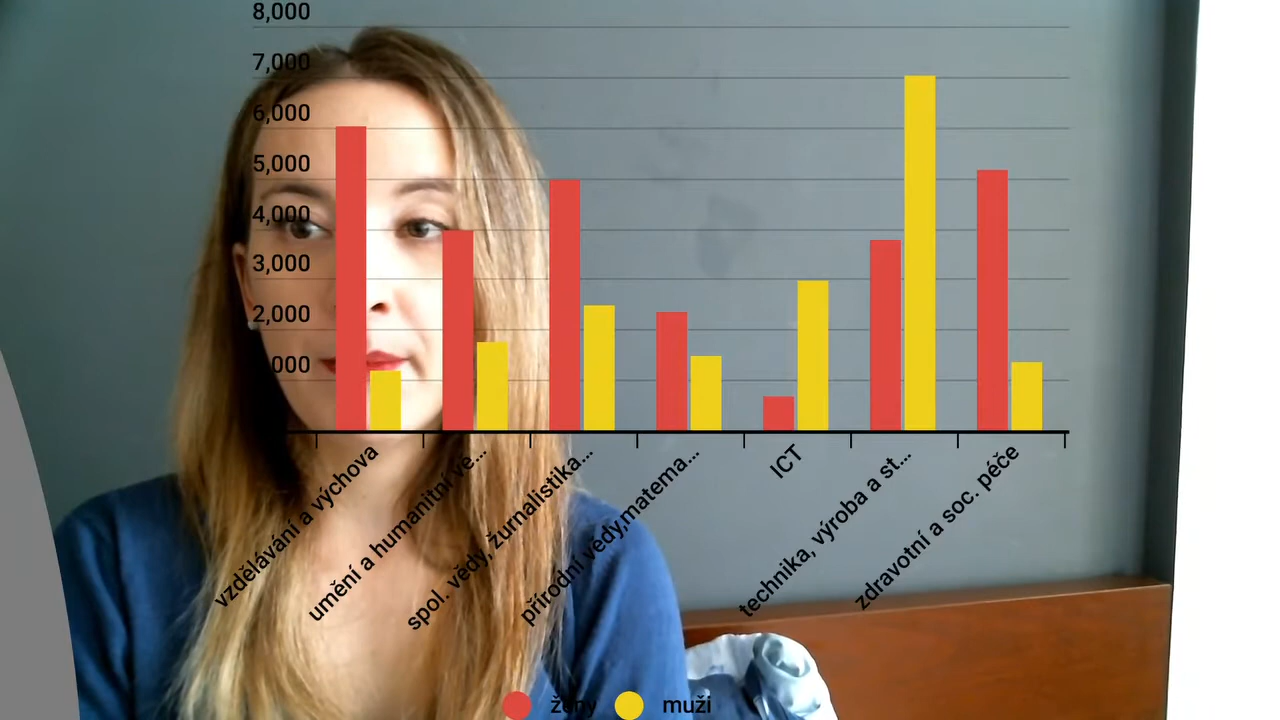 8,000
7,000
6,000
5,000
4,000
3,000
2,000
000
vzdělávání a výchova
umění a humanitní ve...
spol. vědy, žurnalistika...
přírodní vědy,matema...
ICT
technika, výroba a st...
zdravotní a soc. péče
ženy
muži